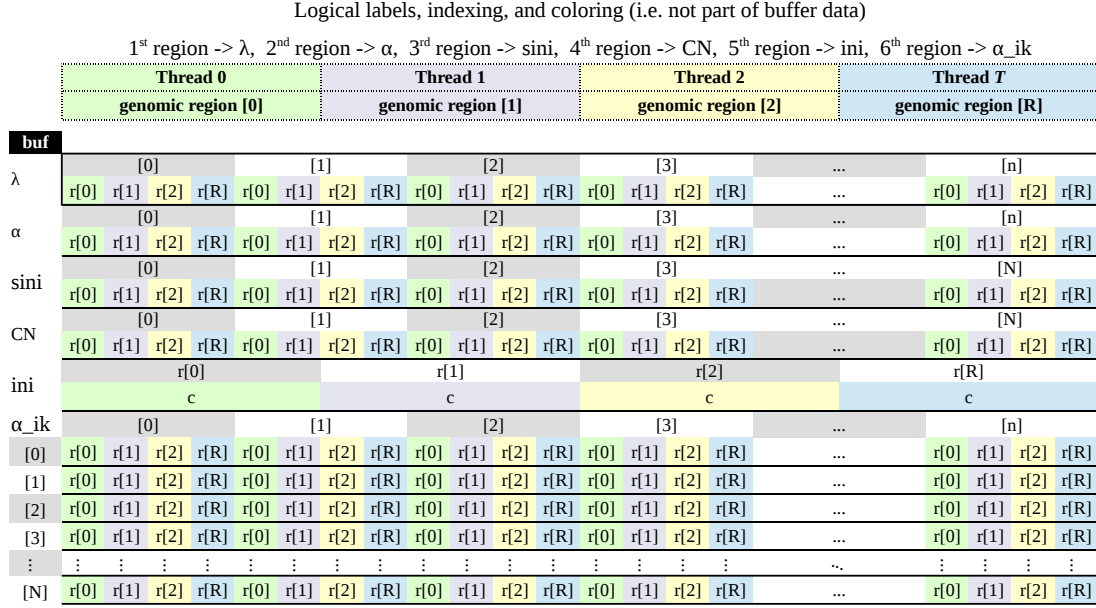 Logical labels, indexing, and coloring (i.e. not part of buffer data)
1st region -> λ, 2nd region -> α, 3rd region -> sini, 4th region -> CN, 5th region -> ini, 6th region -> α_ik
Thread 0 Thread 1 Thread 2 Thread T
genomic region [0] genomic region [1] genomic region [2] genomic region [R]
buf
λ [0] [1] [2] [3] ... [n]
r[0] r[1] r[2] r[R] r[0] r[1] r[2] r[R] r[0] r[1] r[2] r[R] r[0] r[1] r[2] r[R] ... r[0] r[1] r[2] r[R]
α [0] [1] [2] [3] ... [n]
r[0] r[1] r[2] r[R] r[0] r[1] r[2] r[R] r[0] r[1] r[2] r[R] r[0] r[1] r[2] r[R] ... r[0] r[1] r[2] r[R]
sini [0] [1] [2] [3] ... [N]
r[0] r[1] r[2] r[R] r[0] r[1] r[2] r[R] r[0] r[1] r[2] r[R] r[0] r[1] r[2] r[R] ... r[0] r[1] r[2] r[R]
CN [0] [1] [2] [3] ... [N]
r[0] r[1] r[2] r[R] r[0] r[1] r[2] r[R] r[0] r[1] r[2] r[R] r[0] r[1] r[2] r[R] ... r[0] r[1] r[2] r[R]
ini r[0] r[1] r[2] r[R]
c c c c
α_ik [0] [1] [2] [3] ... [n]
[0] r[0] r[1] r[2] r[R] r[0] r[1] r[2] r[R] r[0] r[1] r[2] r[R] r[0] r[1] r[2] r[R] ... r[0] r[1] r[2] r[R]
[1] r[0] r[1] r[2] r[R] r[0] r[1] r[2] r[R] r[0] r[1] r[2] r[R] r[0] r[1] r[2] r[R] ... r[0] r[1] r[2] r[R]
[2] r[0] r[1] r[2] r[R] r[0] r[1] r[2] r[R] r[0] r[1] r[2] r[R] r[0] r[1] r[2] r[R] ... r[0] r[1] r[2] r[R]
[3] r[0] r[1] r[2] r[R] r[0] r[1] r[2] r[R] r[0] r[1] r[2] r[R] r[0] r[1] r[2] r[R] ... r[0] r[1] r[2] r[R]
⋮ ⋮ ⋮ ⋮ ⋮ ⋮ ⋮ ⋮ ⋮ ⋮ ⋮ ⋮ ⋮ ⋮ ⋮ ⋮ ⋮ ⋱ ⋮ ⋮ ⋮ ⋮
[N] r[0] r[1] r[2] r[R] r[0] r[1] r[2] r[R] r[0] r[1] r[2] r[R] r[0] r[1] r[2] r[R] ... r[0] r[1] r[2] r[R]